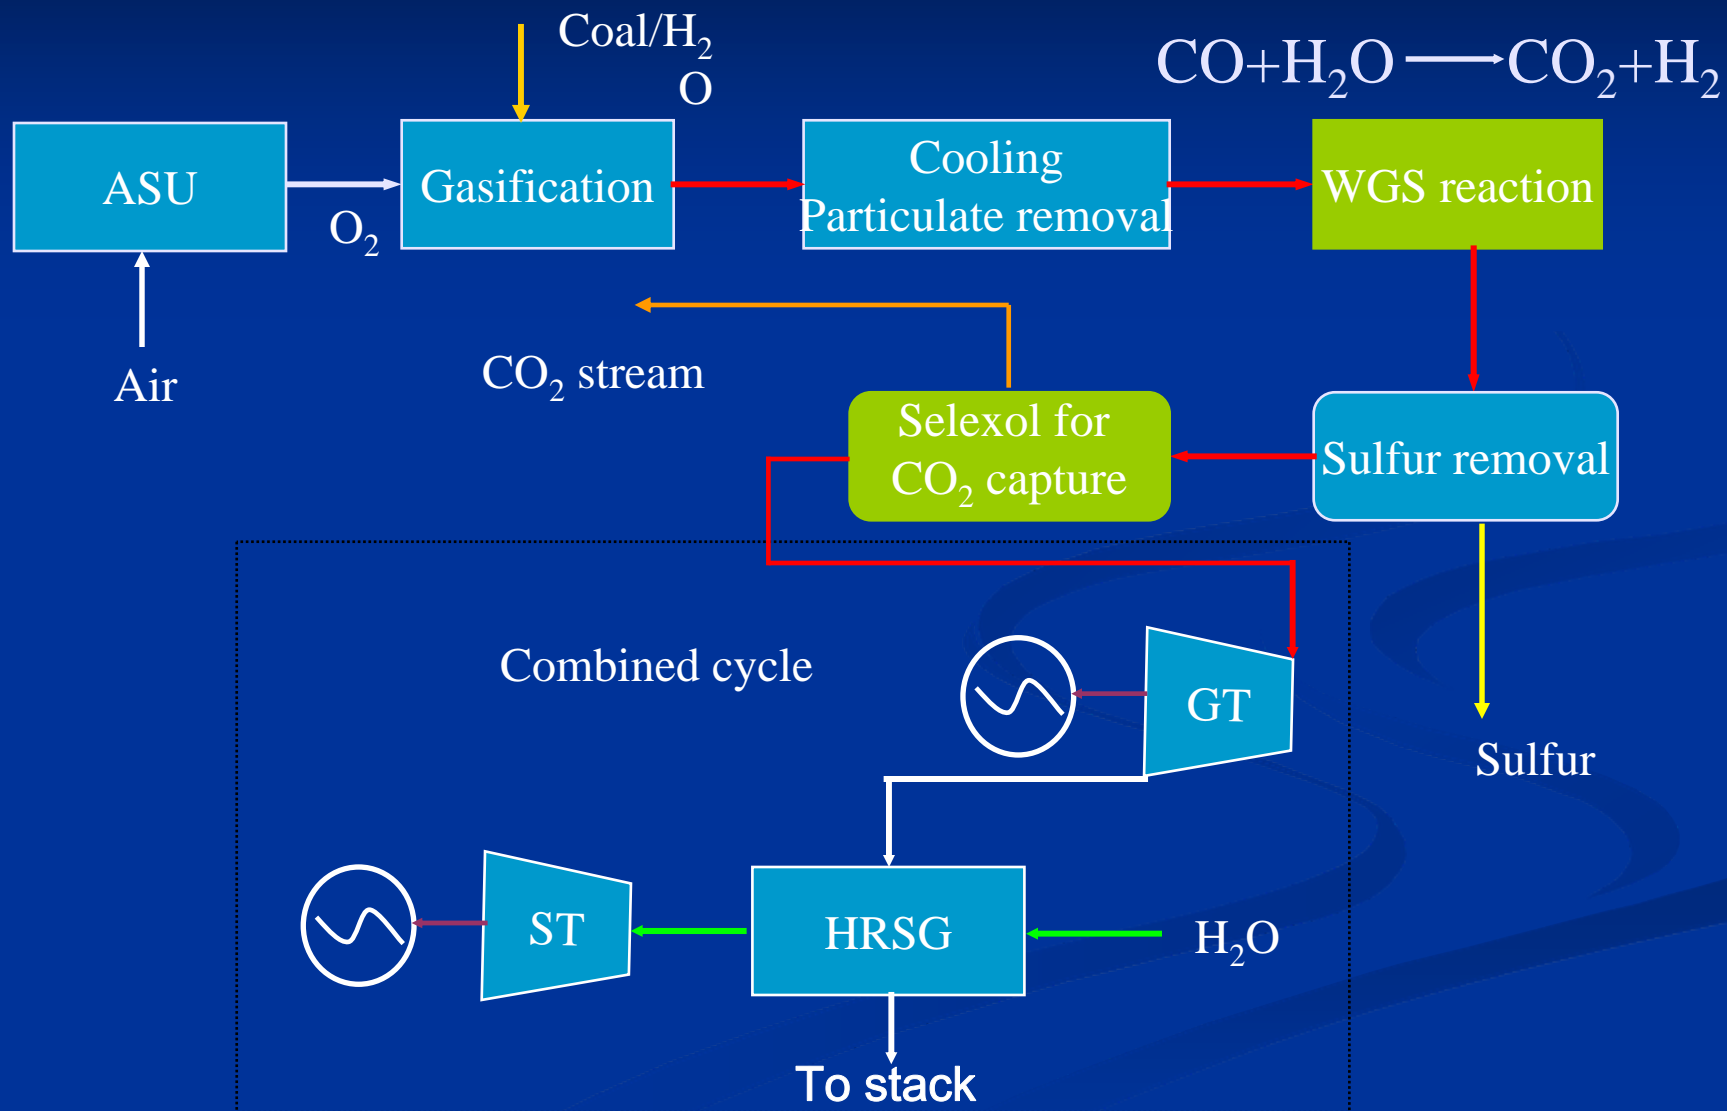 Coal/H₂
O
CO+H₂O → CO₂+H₂
ASU
Gasification
Cooling
Particulate removal
WGS reaction
O₂
Air
CO₂ stream
Selexol for
CO₂ capture
Sulfur removal
Combined cycle
GT
Sulfur
ST
HRSG
H₂O
To stack